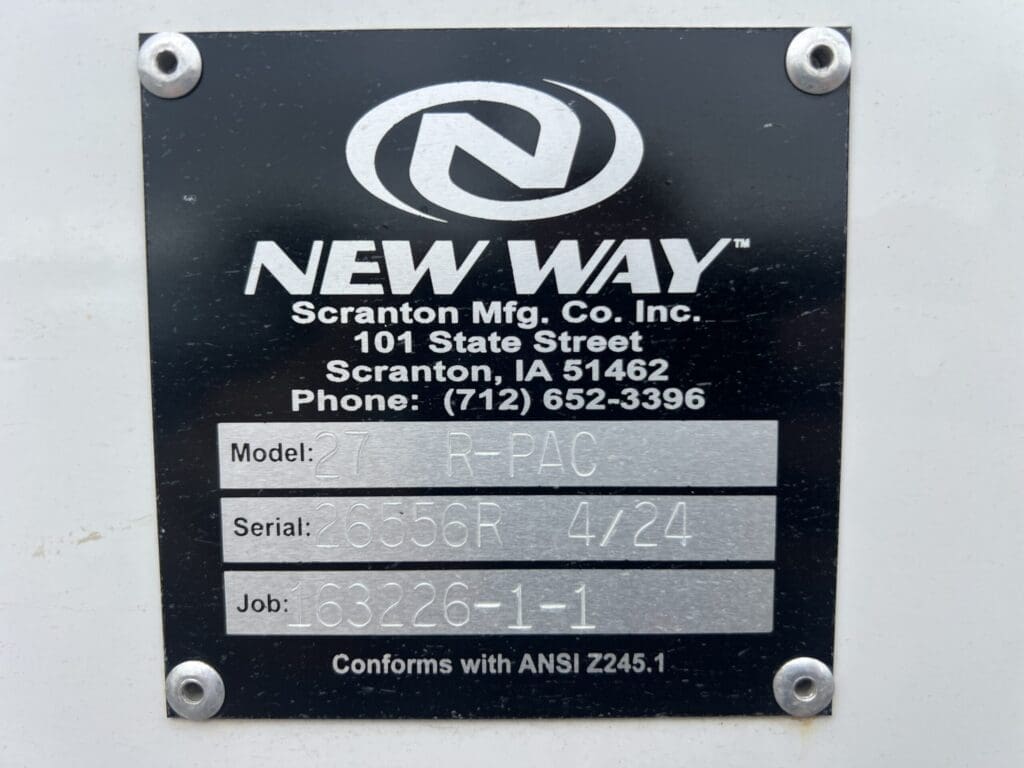 N
NEW WAY™
Scranton Mfg. Co. Inc.
101 State Street
Scranton, IA 51462
Phone: (712) 652-3396
Model: 27 R-PAC
Serial: 26556R 4/24
Job: 163226-1-1
Conforms with ANSI Z245.1